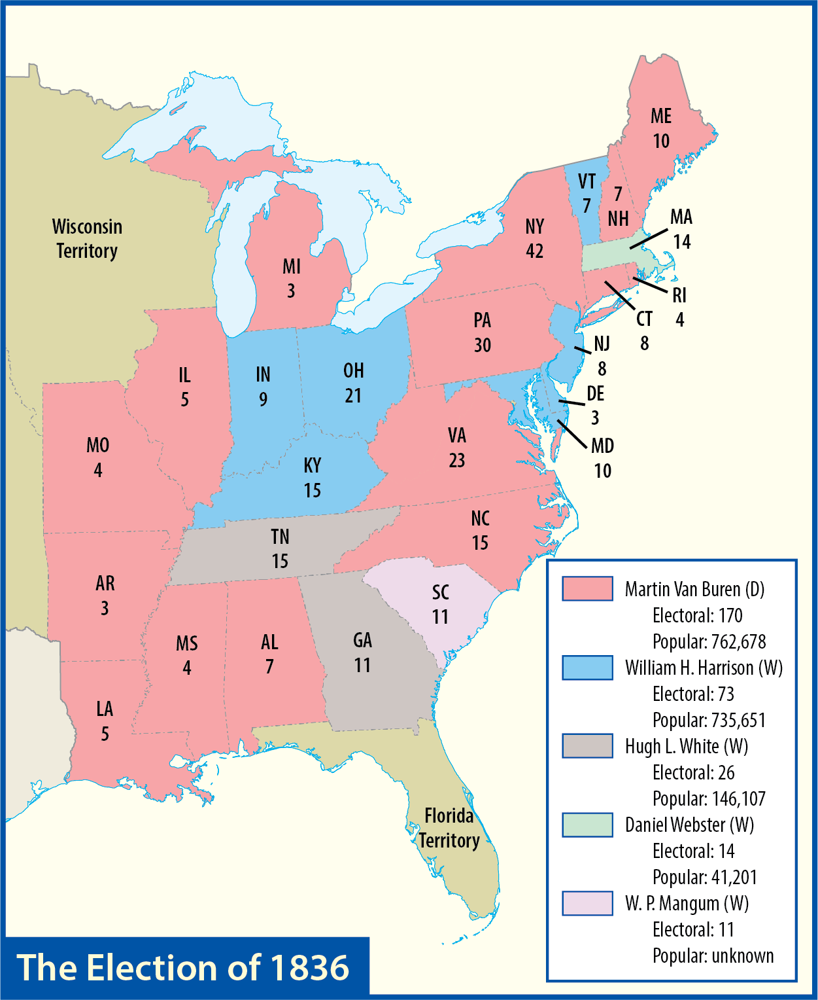 ME
10
VT
7
7
NH
MA
14
NY
42
Wisconsin
Territory
MI
3
RI
4
CT
8
PA
30
NJ
8
IL
5
IN
9
OH
21
DE
3
MO
4
VA
23
MD
10
KY
15
NC
15
TN
15
AR
3
SC
11
MS
4
AL
7
GA
11
LA
5
Florida
Territory
Martin Van Buren (D)
Electoral: 170
Popular: 762,678
William H. Harrison (W)
Electoral: 73
Popular: 735,651
Hugh L. White (W)
Electoral: 26
Popular: 146,107
Daniel Webster (W)
Electoral: 14
Popular: 41,201
W. P. Mangum (W)
Electoral: 11
Popular: unknown
The Election of 1836